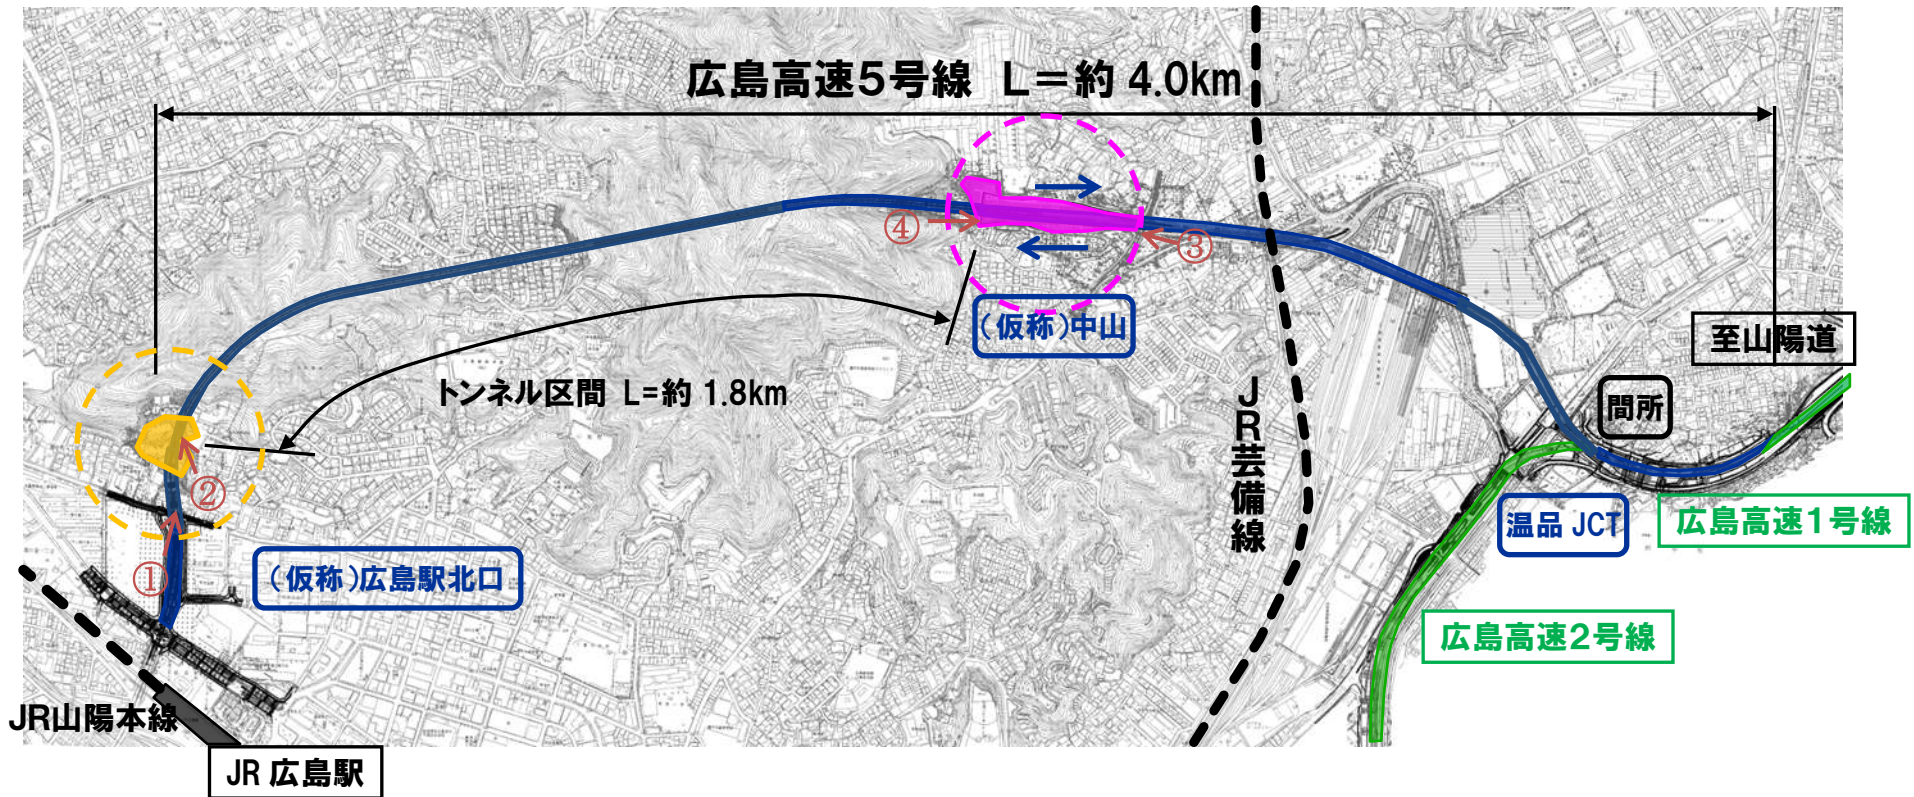 広島高速5号線 L=約 4.0km
④
③
(仮称)中山
至山陽道
トンネル区間 L=約 1.8km
JR芸備線
間所
②
温品 JCT
広島高速1号線
①
(仮称)広島駅北口
広島高速2号線
JR山陽本線
JR 広島駅